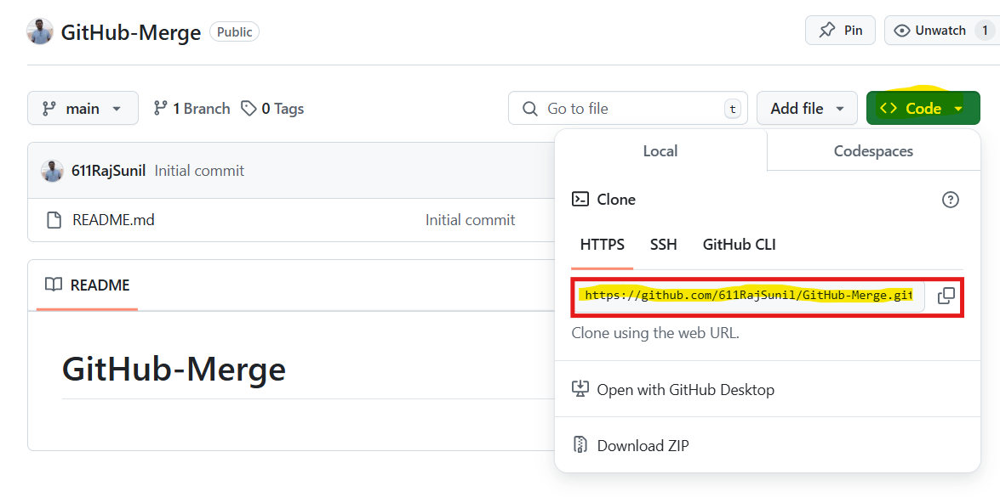 GitHub-Merge Public Pin Unwatch 1
main 1 Branch 0 Tags Go to file t Add file <> Code
611RajSunil Initial commit
README.md Initial commit
README
GitHub-Merge
Local Codespaces
Clone
HTTPS SSH GitHub CLI
https://github.com/611RajSunil/GitHub-Merge.git
Clone using the web URL.
Open with GitHub Desktop
Download ZIP